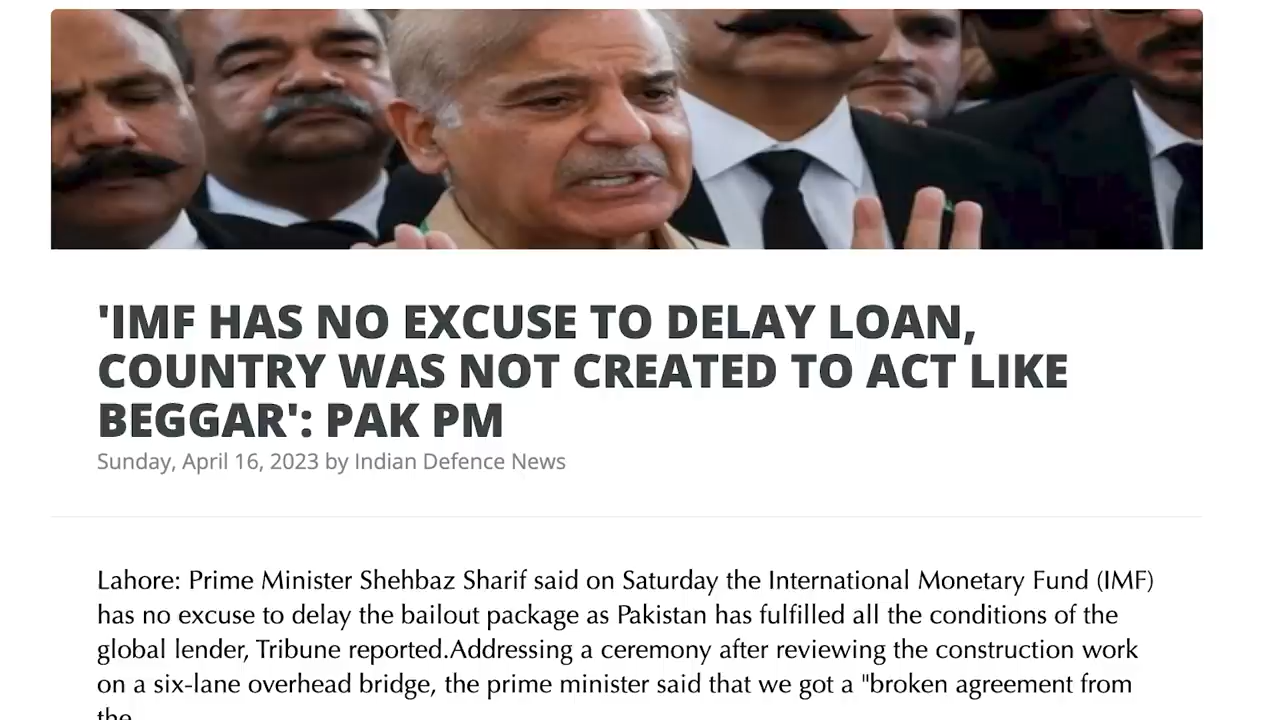 'IMF HAS NO EXCUSE TO DELAY LOAN,
COUNTRY WAS NOT CREATED TO ACT LIKE
BEGGAR': PAK PM
Sunday, April 16, 2023 by Indian Defence News
Lahore: Prime Minister Shehbaz Sharif said on Saturday the International Monetary Fund (IMF)
has no excuse to delay the bailout package as Pakistan has fulfilled all the conditions of the
global lender, Tribune reported.Addressing a ceremony after reviewing the construction work
on a six-lane overhead bridge, the prime minister said that we got a "broken agreement from
the